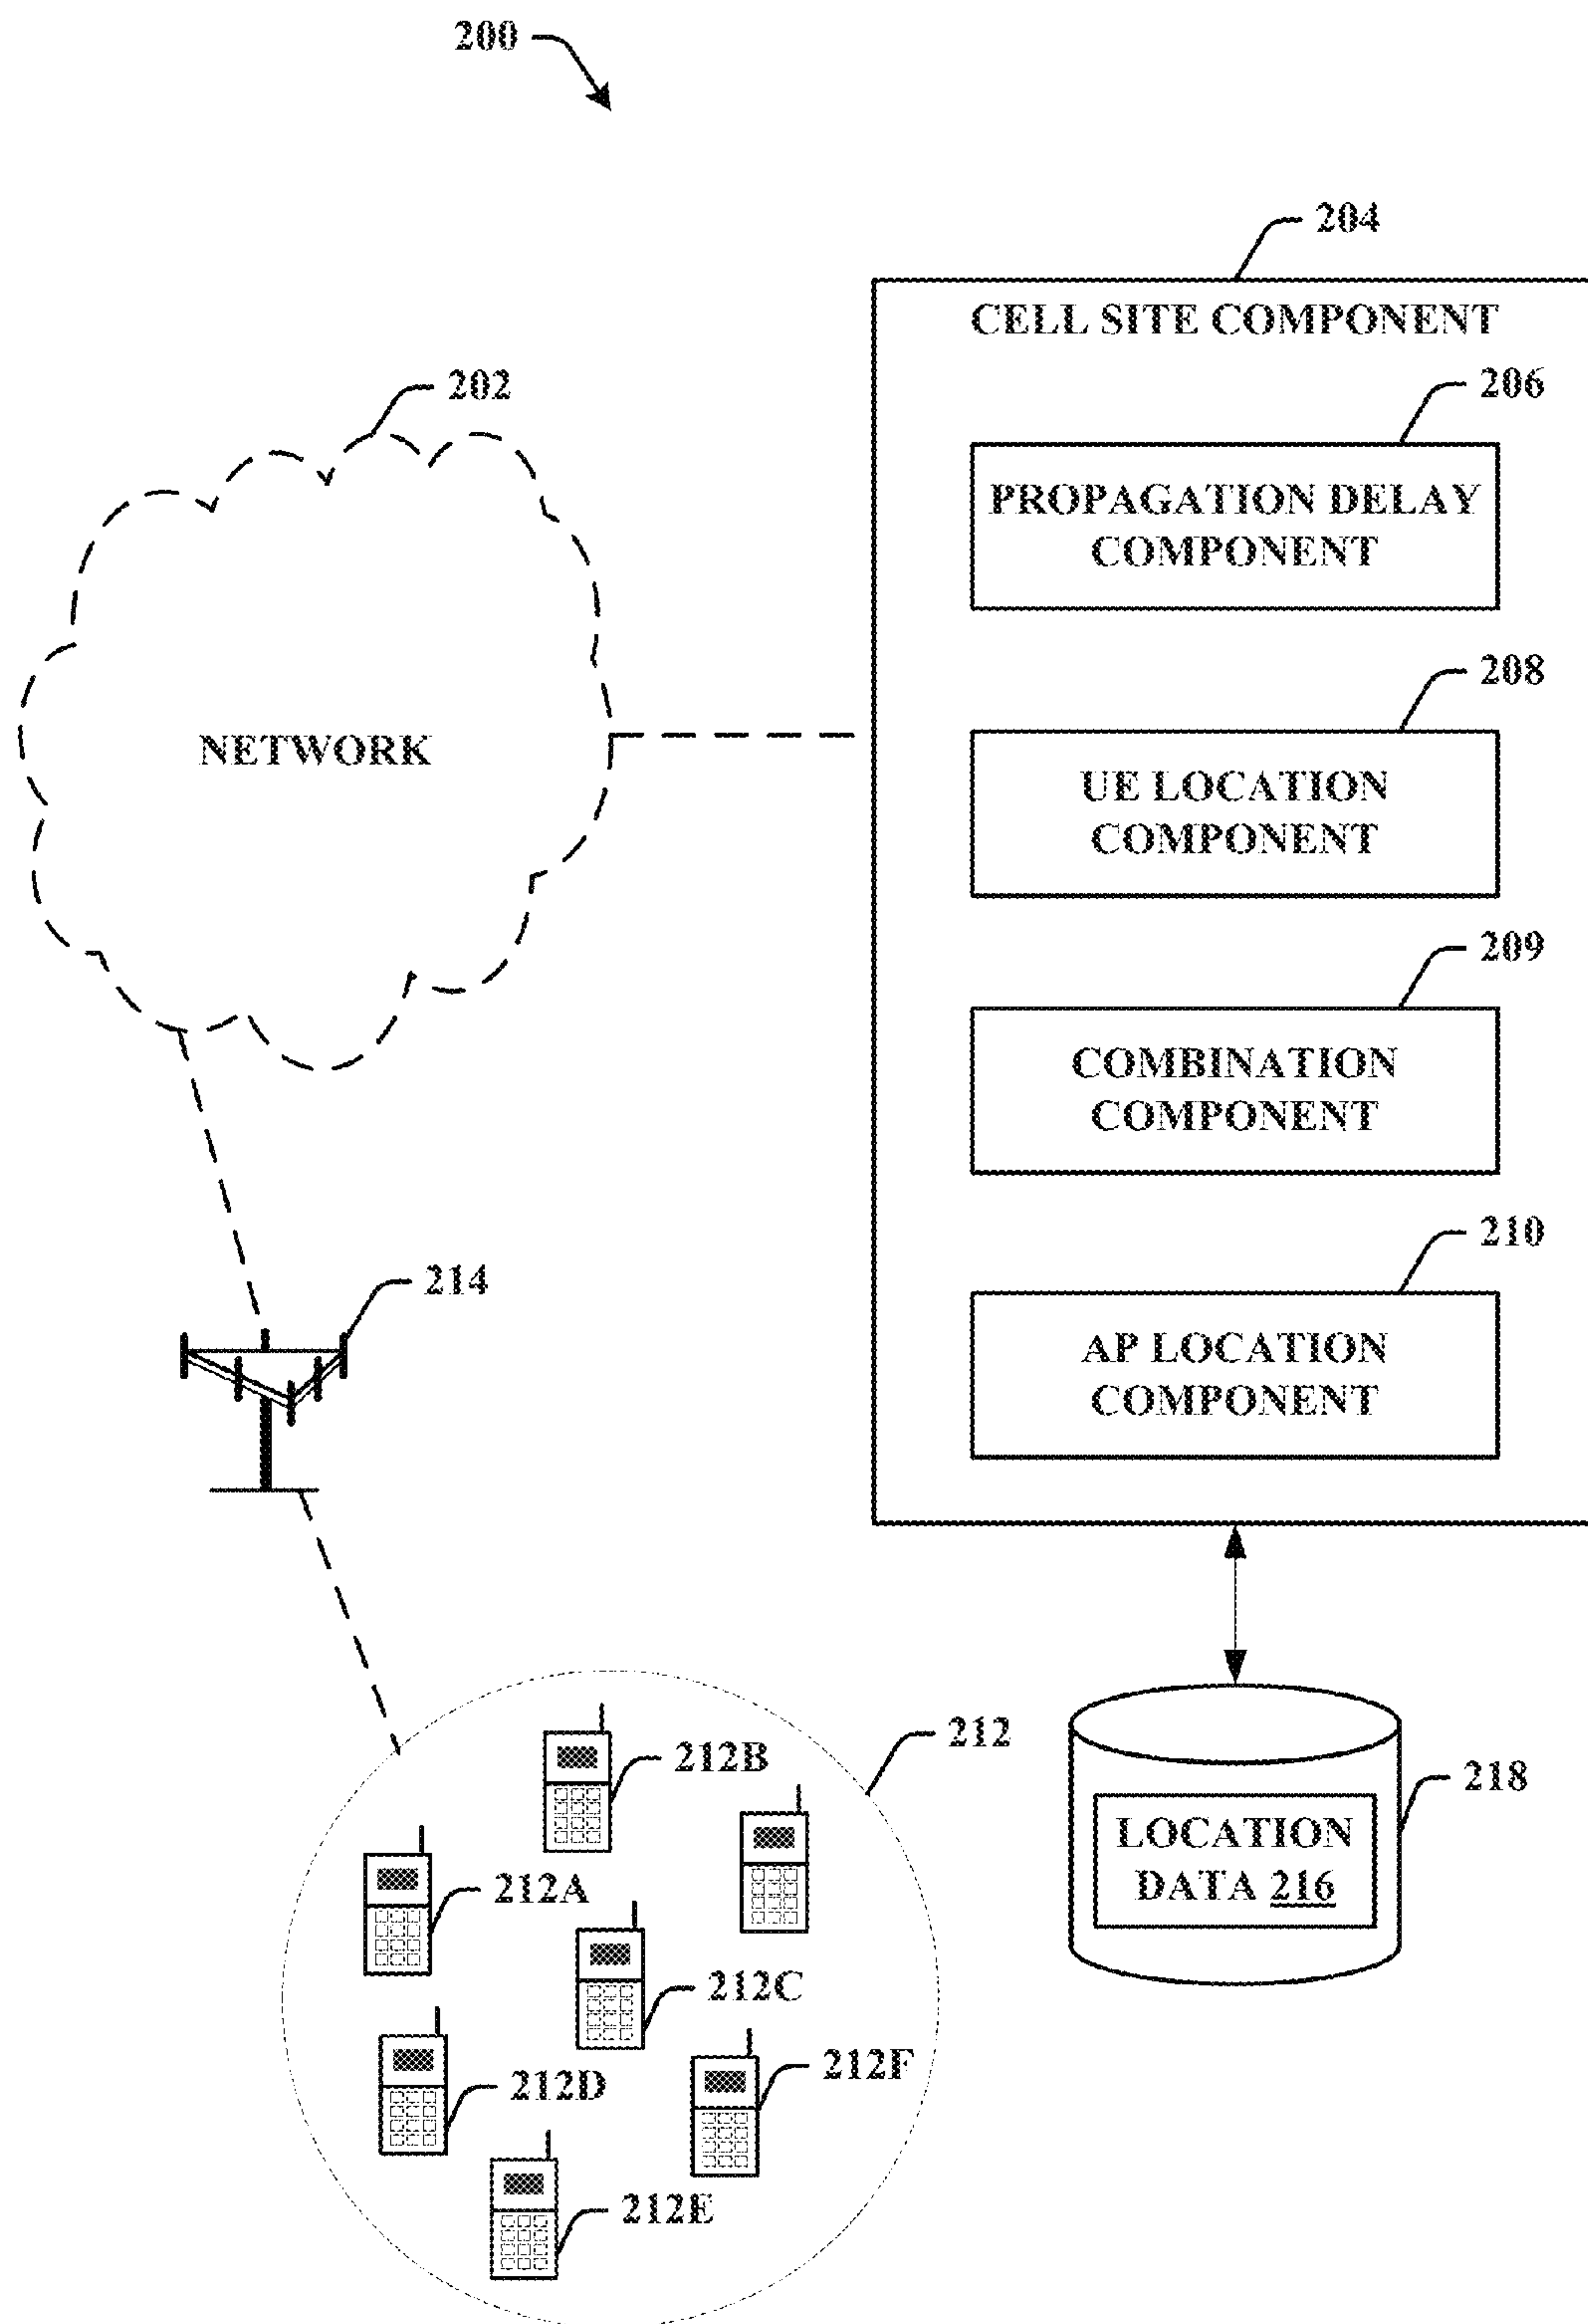 200
204
CELL SITE COMPONENT
202
206
PROPAGATION DELAY
COMPONENT
208
NETWORK
UE LOCATION
COMPONENT
209
COMBINATION
COMPONENT
210
214
AP LOCATION
COMPONENT
212
212B
218
LOCATION
DATA 216
212A
212C
212F
212D
212E